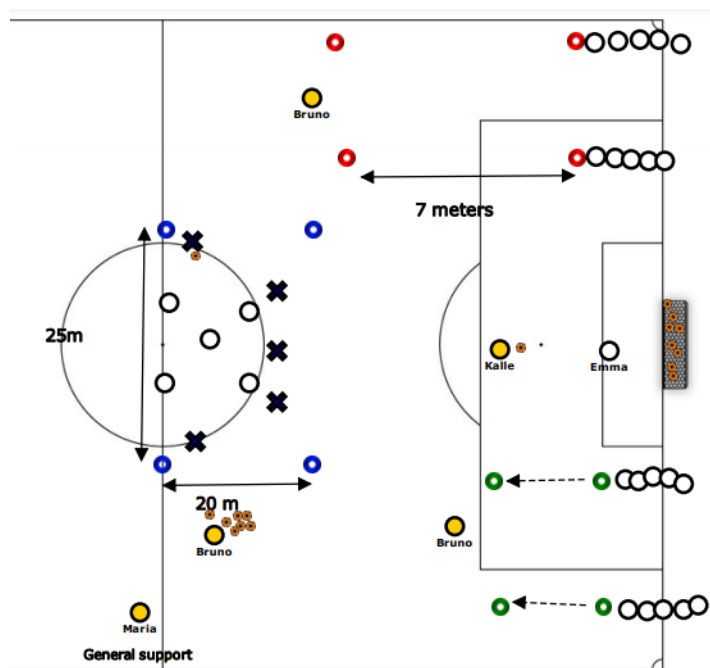 Bruno
7 meters
25m
Kalle
Emma
20 m
Bruno
Bruno
Maria
General support